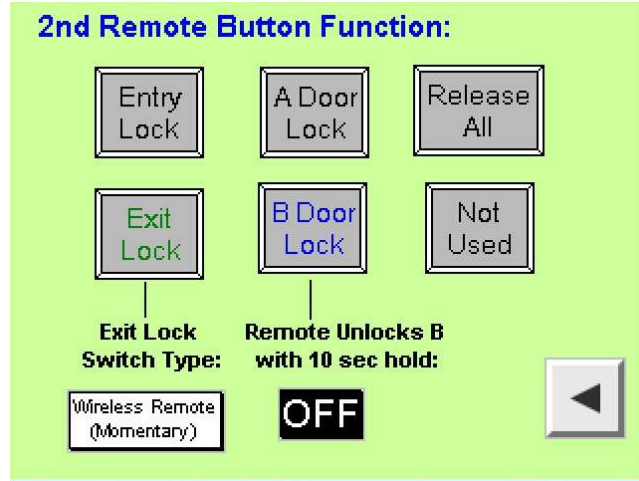 2nd Remote Button Function:
Entry Lock
A Door Lock
Release All
Exit Lock
B Door Lock
Not Used
Exit Lock
Switch Type:
Remote Unlocks B
with 10 sec hold:
Wireless Remote
(Momentary)
OFF